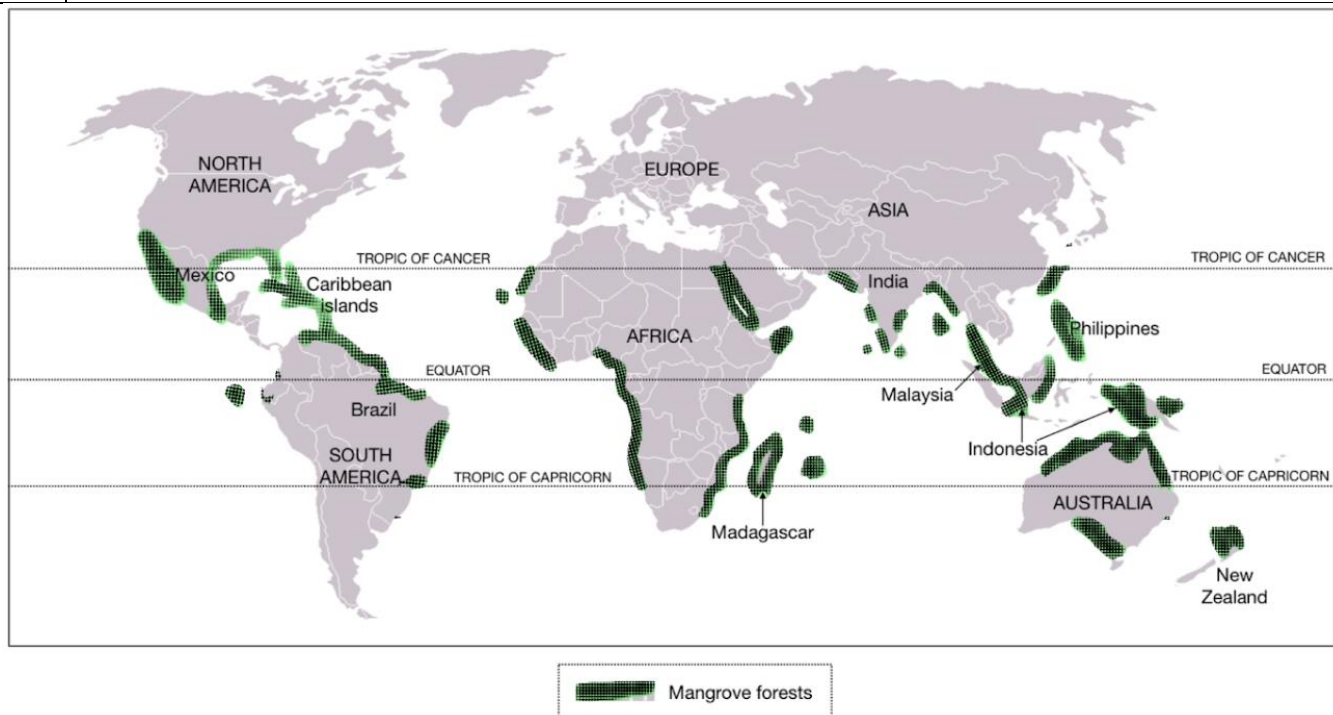 NORTH
AMERICA
EUROPE
ASIA
TROPIC OF CANCER
TROPIC OF CANCER
Mexico
Caribbean
islands
India
AFRICA
Philippines
EQUATOR
EQUATOR
Malaysia
Brazil
Indonesia
SOUTH
AMERICA
TROPIC OF CAPRICORN
TROPIC OF CAPRICORN
AUSTRALIA
Madagascar
New
Zealand
Mangrove forests